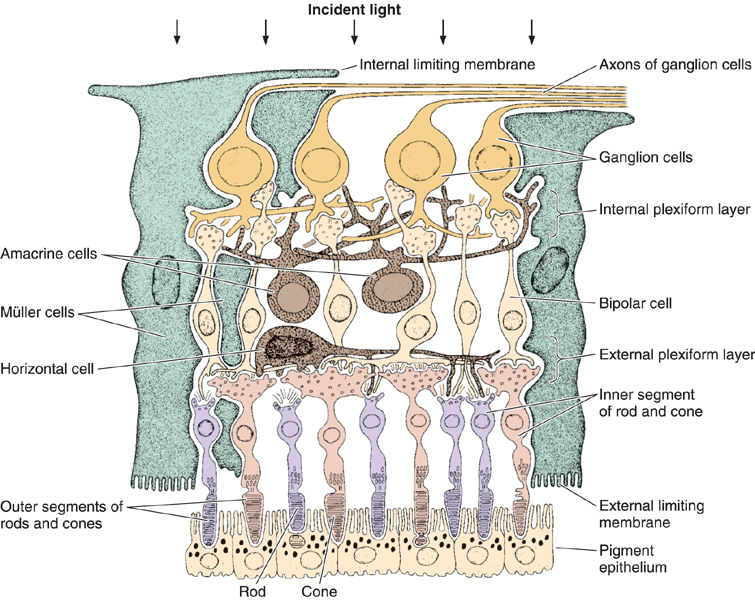 Incident light
Internal limiting membrane
Axons of ganglion cells
Ganglion cells
Internal plexiform layer
Amacrine cells
Müller cells
Bipolar cell
Horizontal cell
External plexiform layer
Inner segment
of rod and cone
Outer segments of
rods and cones
External limiting
membrane
Pigment
epithelium
Rod
Cone